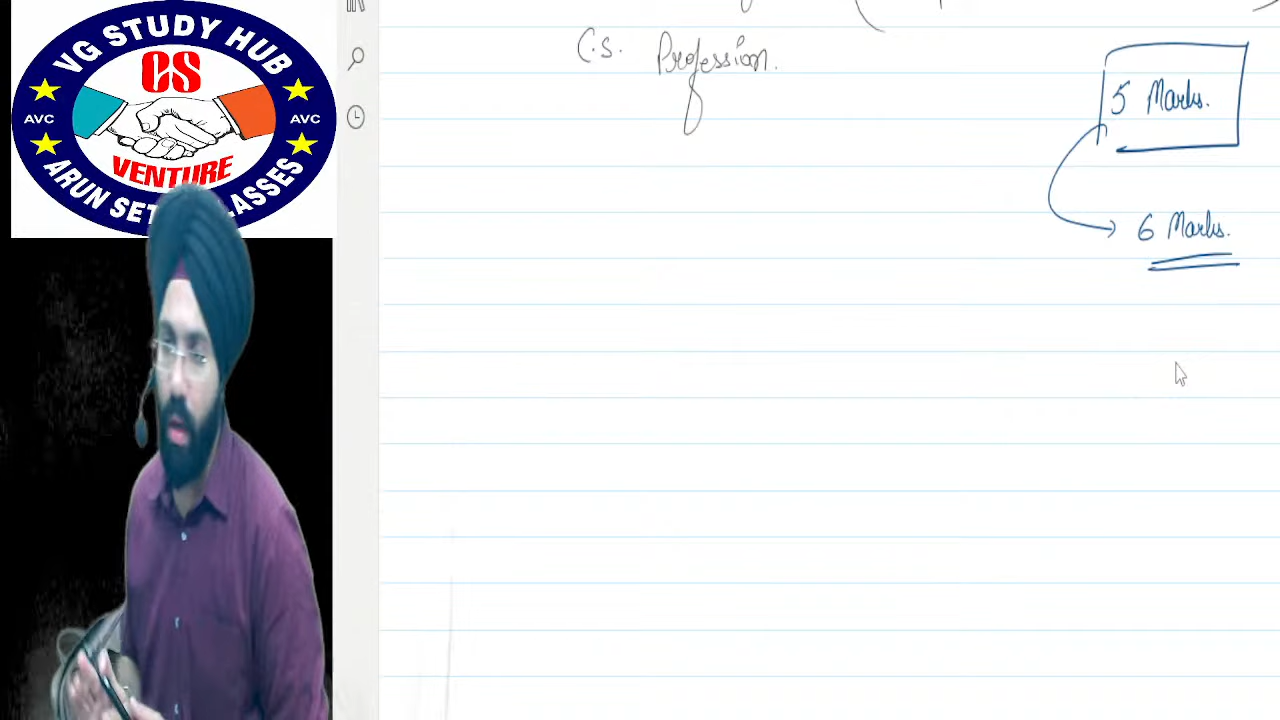 VG STUDY HUB
CS
AVC
AVC
VENTURE
C.S. Profession.
5 Marks.
6 Marks.